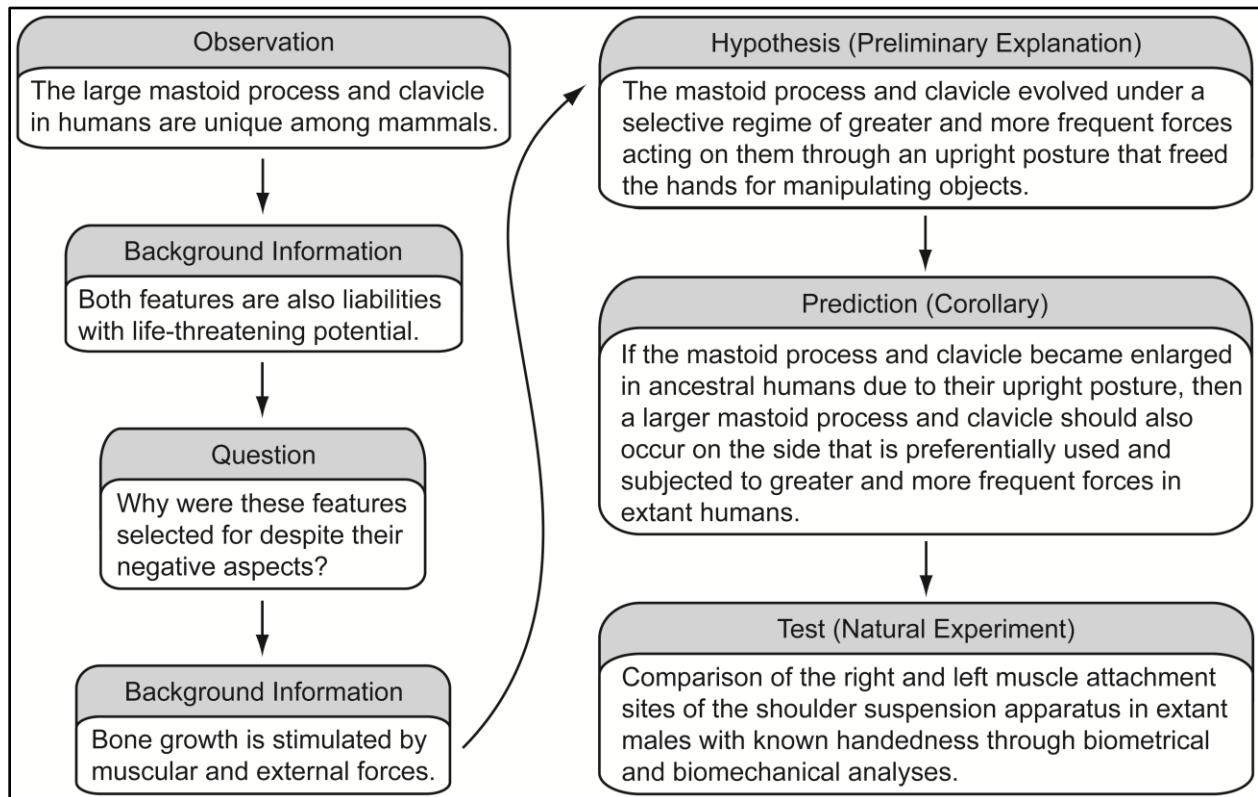 Observation
The large mastoid process and clavicle
in humans are unique among mammals.
Background Information
Both features are also liabilities
with life-threatening potential.
Question
Why were these features
selected for despite their
negative aspects?
Background Information
Bone growth is stimulated by
muscular and external forces.
Hypothesis (Preliminary Explanation)
The mastoid process and clavicle evolved under a
selective regime of greater and more frequent forces
acting on them through an upright posture that freed
the hands for manipulating objects.
Prediction (Corollary)
If the mastoid process and clavicle became enlarged
in ancestral humans due to their upright posture, then
a larger mastoid process and clavicle should also
occur on the side that is preferentially used and
subjected to greater and more frequent forces in
extant humans.
Test (Natural Experiment)
Comparison of the right and left muscle attachment
sites of the shoulder suspension apparatus in extant
males with known handedness through biometrical
and biomechanical analyses.